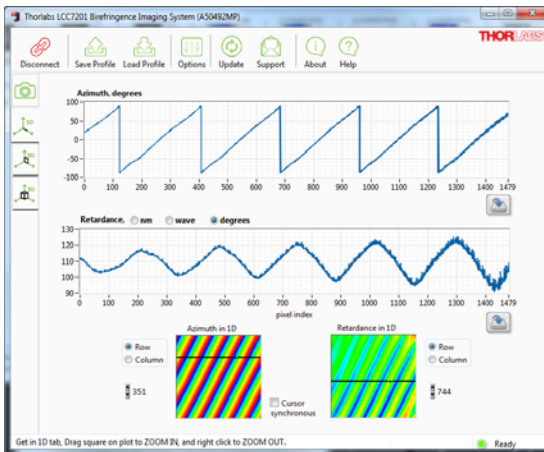 Thorlabs LCC7201 Birefringence Imaging System (A50492MP)
Disconnect Save Profile Load Profile Options Update Support About Help
THORLABS
1D
2D
3D
Azimuth, degrees
100
50
0
-50
-100
0 100 200 300 400 500 600 700 800 900 1000 1100 1200 1300 1400 1479
Retardance, nm wave degrees
130
120
110
100
90
0 100 200 300 400 500 600 700 800 900 1000 1100 1200 1300 1400 1479
pixel index
Azimuth in 1D Retardance in 1D
Row Row
Column Column
351 Cursor synchronous 744
Get in 1D tab, Drag square on plot to ZOOM IN, and right click to ZOOM OUT. Ready